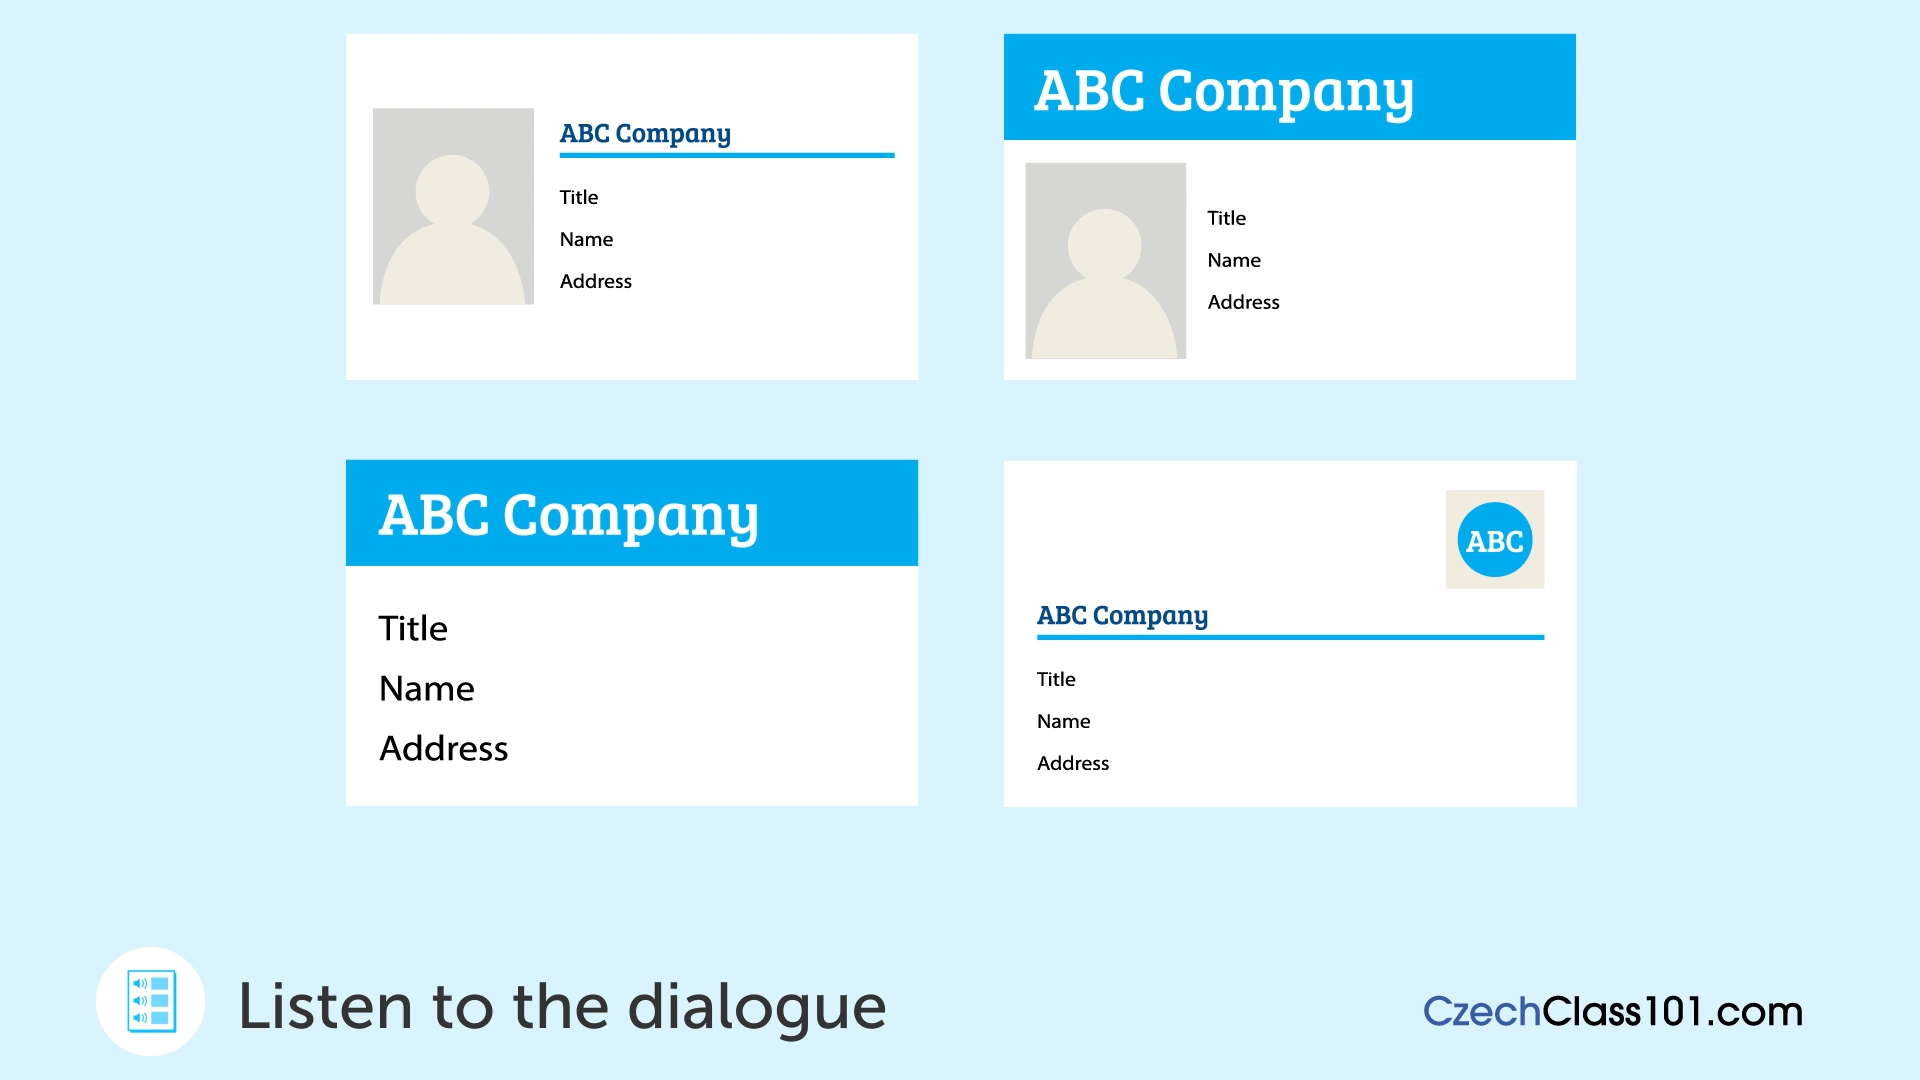 ABC Company
Title
Name
Address
ABC Company
Title
Name
Address
ABC Company
Title
Name
Address
ABC
ABC Company
Title
Name
Address
Listen to the dialogue
CzechClass101.com